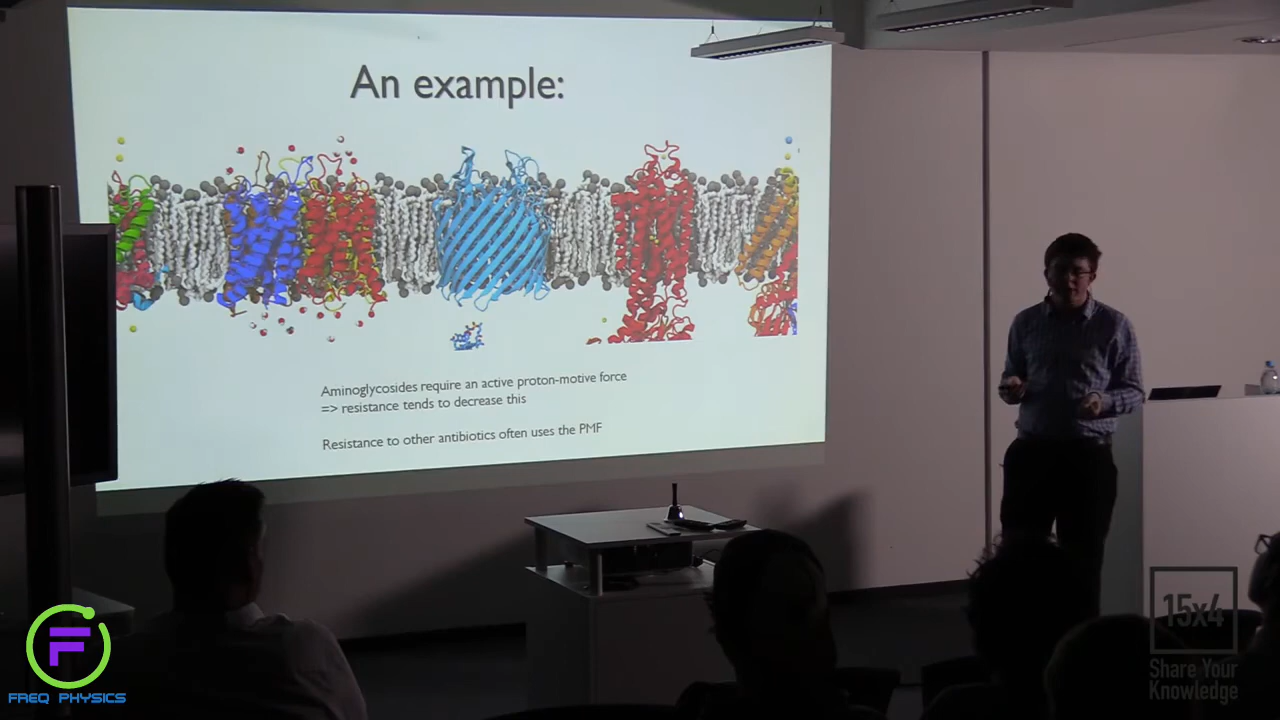 An example:
Aminoglycosides require an active proton-motive force
=> resistance tends to decrease this
Resistance to other antibiotics often uses the PMF
F
FREQ PHYSICS
15x4
Share Your
Knowledge